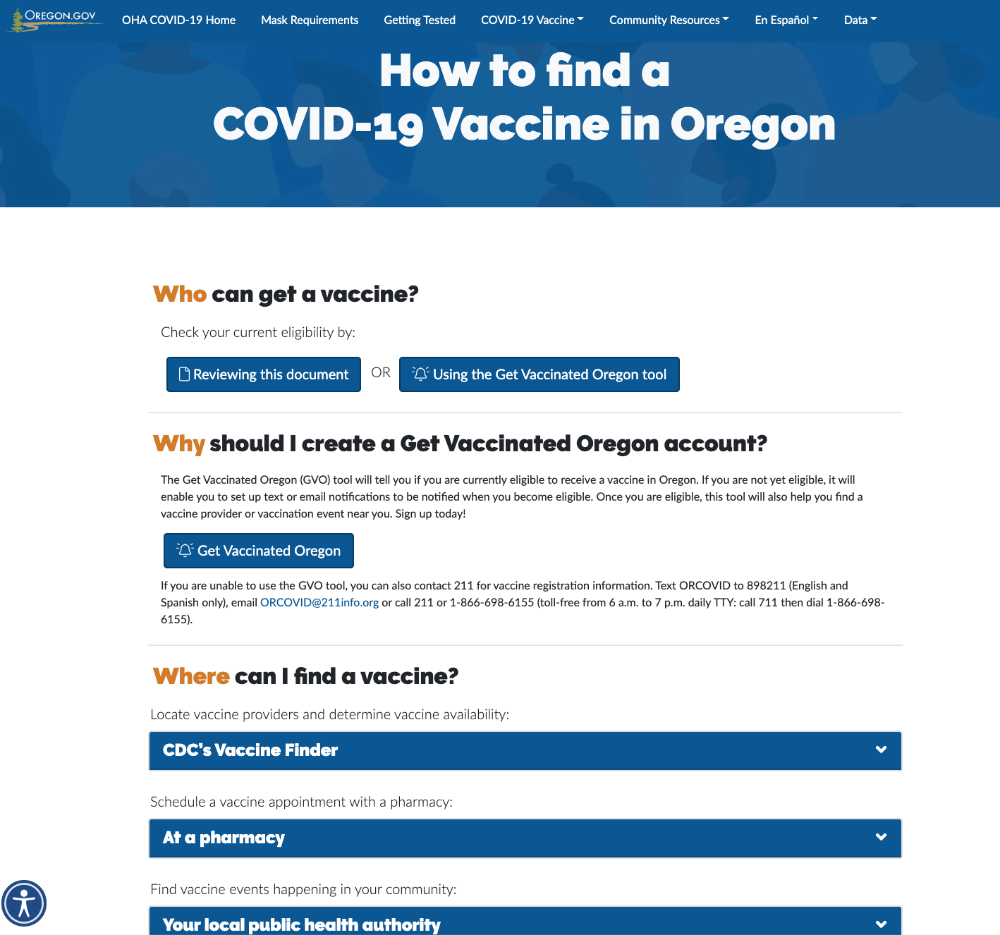 OREGON.GOV
OHA COVID-19 Home Mask Requirements Getting Tested COVID-19 Vaccine Community Resources En Español Data
How to find a
COVID-19 Vaccine in Oregon
Who can get a vaccine?
Check your current eligibility by:
Reviewing this document OR Using the Get Vaccinated Oregon tool
Why should I create a Get Vaccinated Oregon account?
The Get Vaccinated Oregon (GVO) tool will tell you if you are currently eligible to receive a vaccine in Oregon. If you are not yet eligible, it will
enable you to set up text or email notifications to be notified when you become eligible. Once you are eligible, this tool will also help you find a
vaccine provider or vaccination event near you. Sign up today!
Get Vaccinated Oregon
If you are unable to use the GVO tool, you can also contact 211 for vaccine registration information. Text ORCOVID to 898211 (English and
Spanish only), email ORCOVID@211info.org or call 211 or 1-866-698-6155 (toll-free from 6 a.m. to 7 p.m. daily TTY: call 711 then dial 1-866-698-
6155).
Where can I find a vaccine?
Locate vaccine providers and determine vaccine availability:
CDC's Vaccine Finder
Schedule a vaccine appointment with a pharmacy:
At a pharmacy
Find vaccine events happening in your community:
Your local public health authority